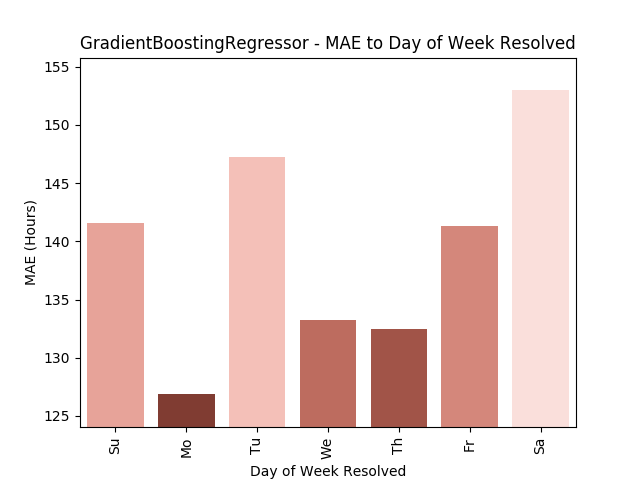 GradientBoostingRegressor - MAE to Day of Week Resolved
155
150
145
140
135
130
125
MAE (Hours)
Su
Mo
Tu
We
Th
Fr
Sa
Day of Week Resolved